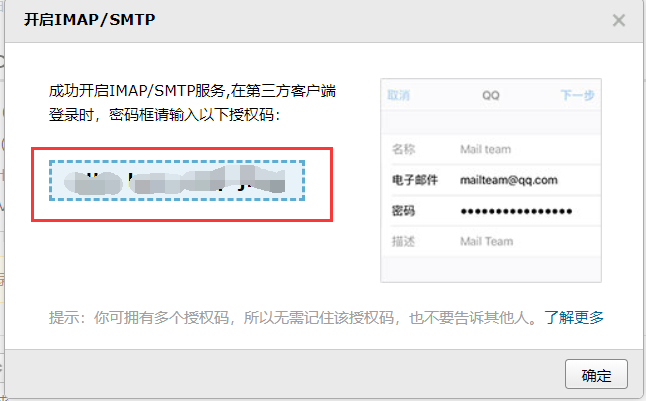 开启IMAP/SMTP
成功开启IMAP/SMTP服务,在第三方客户端
登录时，密码框请输入以下授权码：
取消 QQ 下一步
名称 Mail team
电子邮件 mailteam@qq.com
密码 ●●●●●●●●●●●●●●●●
描述 Mail Team
提示：你可拥有多个授权码，所以无需记住该授权码，也不要告诉其他人。了解更多
确定